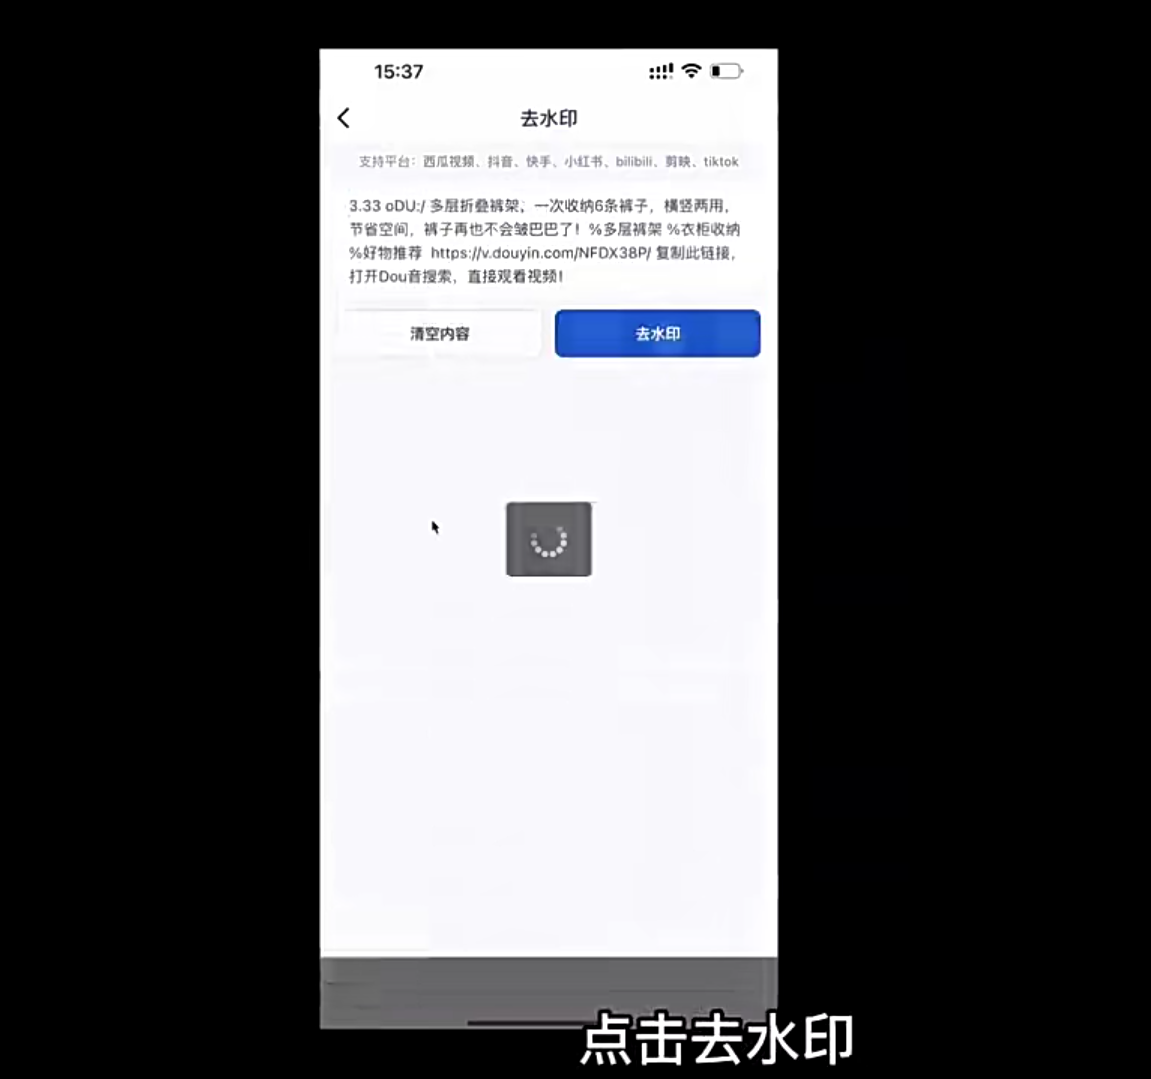 15:37
去水印
支持平台：西瓜视频、抖音、快手、小红书、bilibili、剪映、tiktok
3.33 oDU:/ 多层折叠裤架，一次收纳6条裤子，横竖两用，
节省空间，裤子再也不会皱巴巴了！%多层裤架 %衣柜收纳
%好物推荐 https://v.douyin.com/NFDX38P/ 复制此链接，
打开Dou音搜索，直接观看视频！
清空内容
去水印
点击去水印